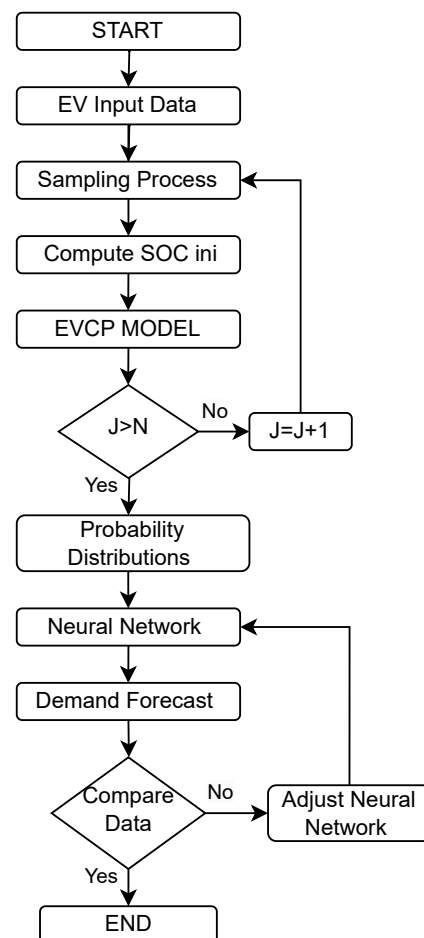 START
EV Input Data
Sampling Process
Compute SOC ini
EVCP MODEL
J>N
No
J=J+1
Yes
Probability
Distributions
Neural Network
Demand Forecast
Compare
Data
No
Adjust Neural
Network
Yes
END